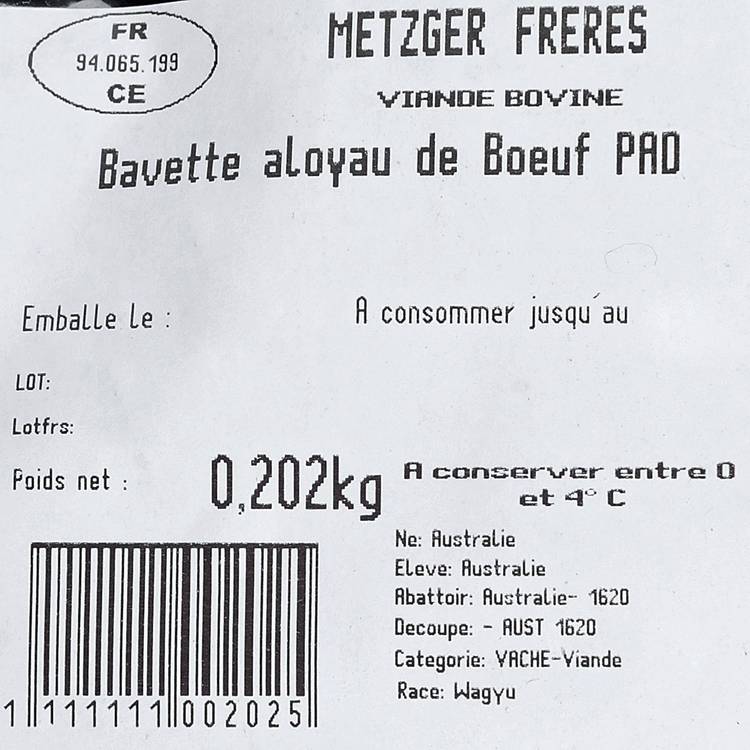 FR
94.065.199
CE
METZGER FRERES
VIANDE BOVINE
Bavette aloyau de Boeuf PAD
Emballe le :
A consommer jusqu'au
LOT:
Lotfrs:
Poids net :
0,202kg
A conserver entre 0
et 4° C
Ne: Australie
Eleve: Australie
Abattoir: Australie- 1620
Decoupe: - AUST 1620
Categorie: VACHE-Viande
Race: Wagyu
1 111111 002025